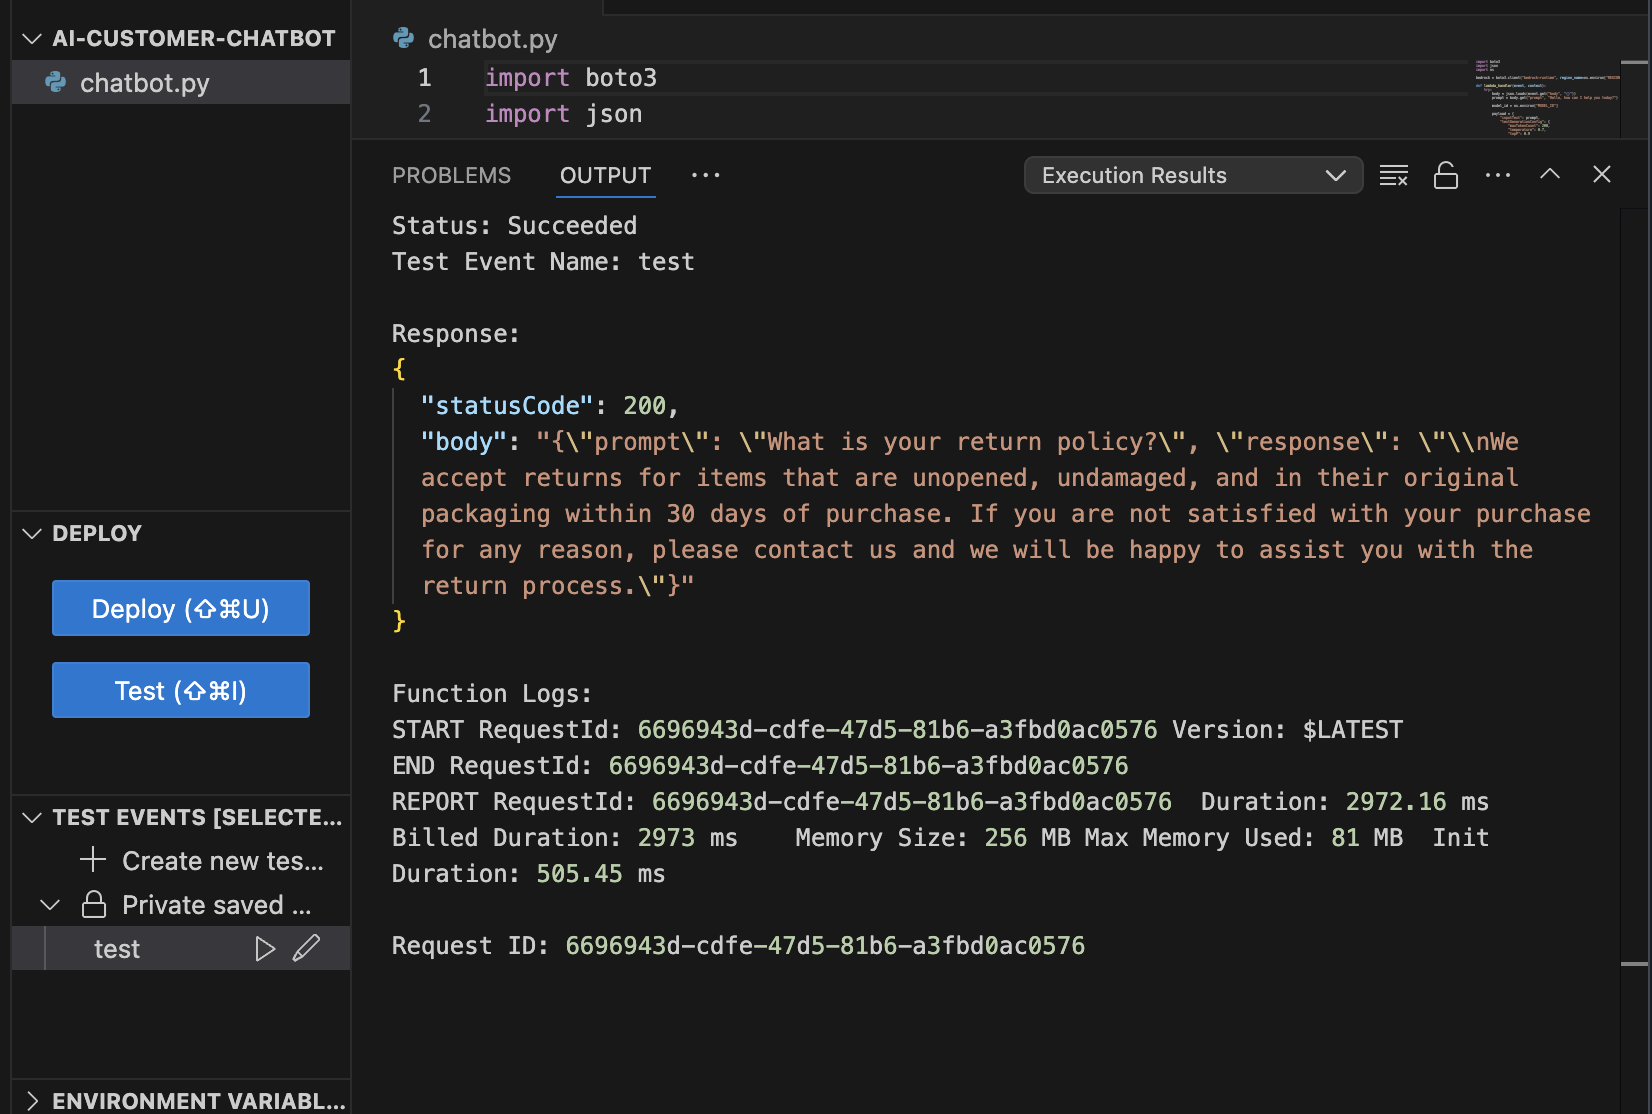 AI-CUSTOMER-CHATBOT
chatbot.py
DEPLOY
Deploy (⇧⌘U)
Test (⇧⌘I)
TEST EVENTS [SELECTE...
Create new tes...
Private saved ...
test
ENVIRONMENT VARIABL...
chatbot.py
1 import boto3
2 import json
PROBLEMS OUTPUT ··· Execution Results ···
Status: Succeeded
Test Event Name: test
Response:
{
"statusCode": 200,
"body": "{\"prompt\": \"What is your return policy?\", \"response\": \"\\nWe
accept returns for items that are unopened, undamaged, and in their original
packaging within 30 days of purchase. If you are not satisfied with your purchase
for any reason, please contact us and we will be happy to assist you with the
return process.\"}"
}
Function Logs:
START RequestId: 6696943d-cdfe-47d5-81b6-a3fbd0ac0576 Version: $LATEST
END RequestId: 6696943d-cdfe-47d5-81b6-a3fbd0ac0576
REPORT RequestId: 6696943d-cdfe-47d5-81b6-a3fbd0ac0576 Duration: 2972.16 ms
Billed Duration: 2973 ms Memory Size: 256 MB Max Memory Used: 81 MB Init
Duration: 505.45 ms
Request ID: 6696943d-cdfe-47d5-81b6-a3fbd0ac0576